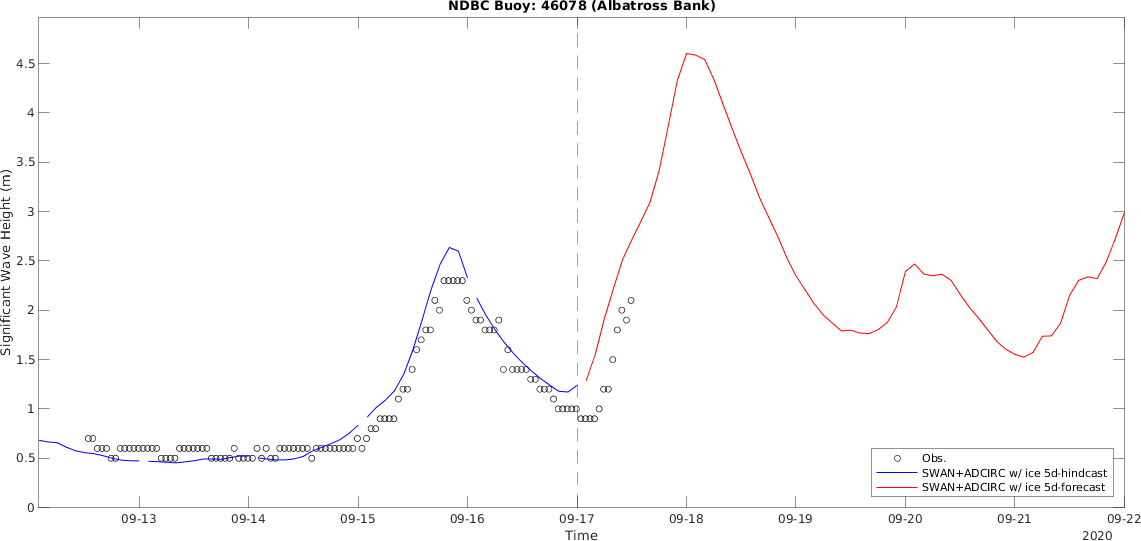 NDBC Buoy: 46078 (Albatross Bank)
Significant Wave Height (m)
4.5
4
3.5
3
2.5
2
1.5
1
0.5
0
Obs.
SWAN+ADCIRC w/ ice 5d-hindcast
SWAN+ADCIRC w/ ice 5d-forecast
09-13 09-14 09-15 09-16 09-17 09-18 09-19 09-20 09-21 09-22
Time
2020